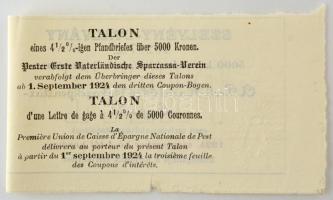 TALON
eines 4½%-igen Pfandbriefes über 5000 Kronen.
Der
Pester Erste Vaterländische Sparcassa-Verein
verabfolgt dem Überbringer dieses Talons
ab 1. September 1924 den dritten Coupon-Bogen.
TALON
d'une Lettre de gage à 4½% de 5000 Couronnes.
La
Première Union de Caisse d'Épargne Nationale de Pest
délivrera au porteur du présent Talon
à partir du 1er septembre 1924 la troisième feuille
des Coupons d'intérêts.